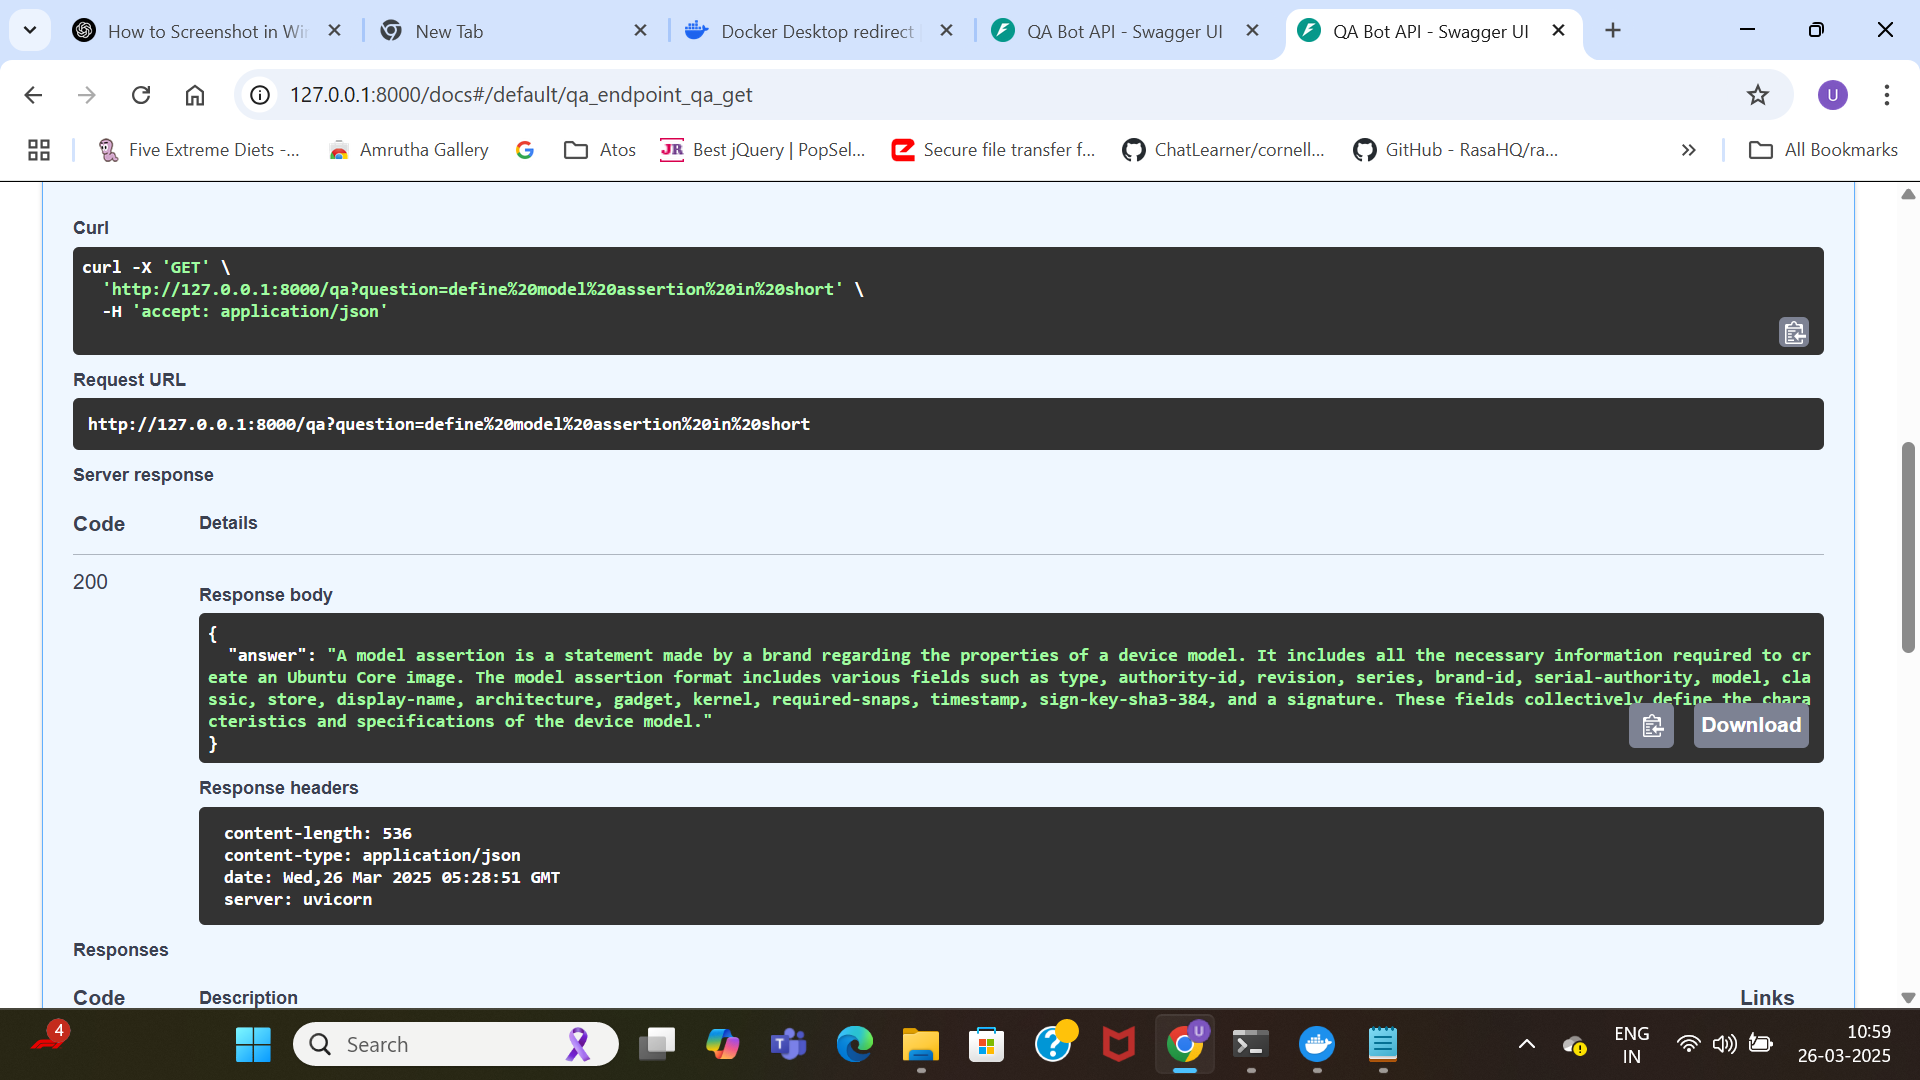 How to Screenshot in Wi
New Tab
Docker Desktop redirect
QA Bot API - Swagger UI
QA Bot API - Swagger UI
127.0.0.1:8000/docs#/default/qa_endpoint_qa_get
U
Five Extreme Diets -...
Amrutha Gallery
Atos
JR
Best jQuery | PopSel...
Secure file transfer f...
ChatLearner/cornell...
GitHub - RasaHQ/ra...
All Bookmarks
Curl
curl -X 'GET' \
'http://127.0.0.1:8000/qa?question=define%20model%20assertion%20in%20short' \
-H 'accept: application/json'
Request URL
http://127.0.0.1:8000/qa?question=define%20model%20assertion%20in%20short
Server response
Code
Details
200
Response body
{
"answer": "A model assertion is a statement made by a brand regarding the properties of a device model. It includes all the necessary information required to cr
eate an Ubuntu Core image. The model assertion format includes various fields such as type, authority-id, revision, series, brand-id, serial-authority, model, cla
ssic, store, display-name, architecture, gadget, kernel, required-snaps, timestamp, sign-key-sha3-384, and a signature. These fields collectively define the chara
cteristics and specifications of the device model."
}
Download
Response headers
content-length: 536
content-type: application/json
date: Wed,26 Mar 2025 05:28:51 GMT
server: uvicorn
Responses
Code
Description
Links
4
Search
U
ENG
IN
10:59
26-03-2025